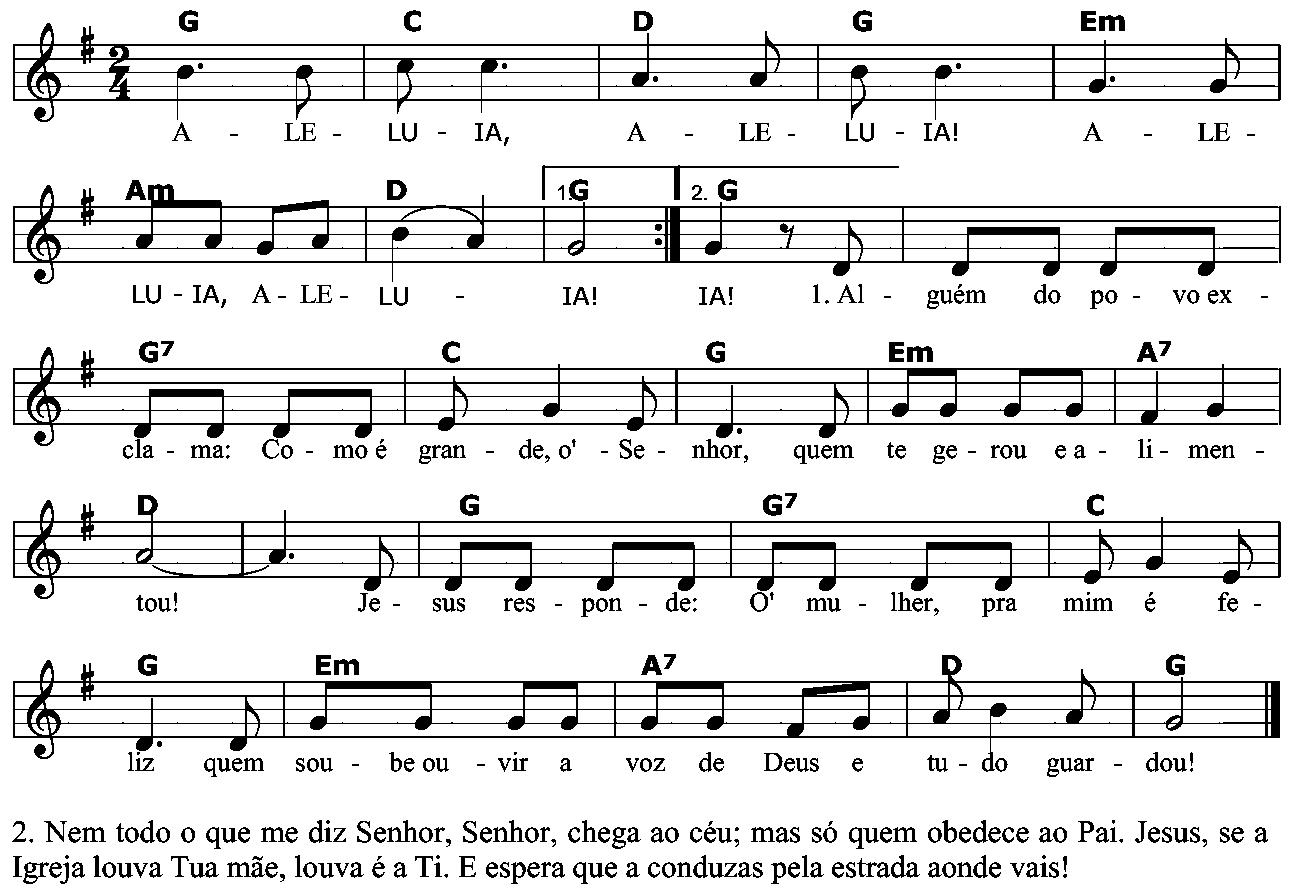 G C D G Em
2/4
A - LE - LU - IA, A - LE - LU - IA! A - LE -
Am D 1. G 2. G
LU - IA, A - LE - LU - IA! IA! 1. Al - guém do po - vo ex -
G7 C G Em A7
cla - ma: Co - mo é gran - de, o' - Se - nhor, quem te ge - rou e a - li - men -
D G G7 C
tou! Je - sus res - pon - de: O' mu - lher, pra mim é fe -
G Em A7 D G
liz quem sou - be ou - vir a voz de Deus e tu - do guar - dou!
2. Nem todo o que me diz Senhor, Senhor, chega ao céu; mas só quem obedece ao Pai. Jesus, se a
Igreja louva Tua mãe, louva é a Ti. E espera que a conduzas pela estrada aonde vais!